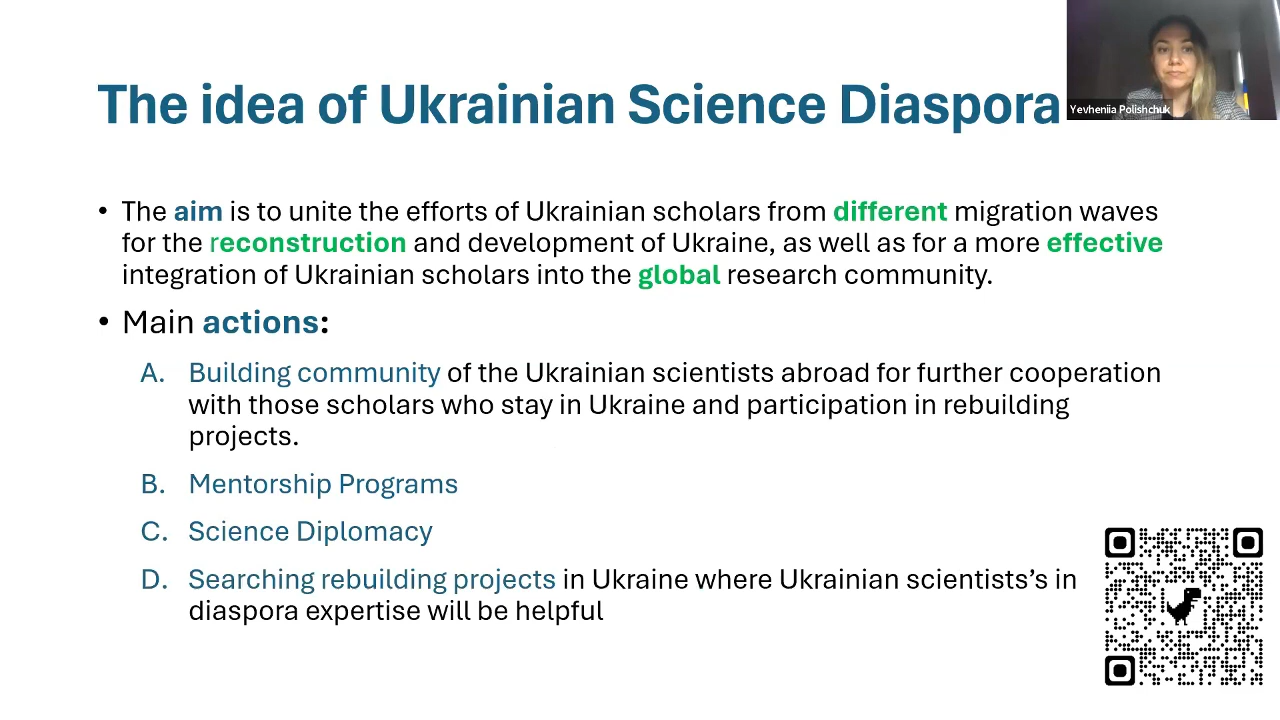 The idea of Ukrainian Science Diaspora
Yevheniia Polishchuk
• The aim is to unite the efforts of Ukrainian scholars from different migration waves
for the reconstruction and development of Ukraine, as well as for a more effective
integration of Ukrainian scholars into the global research community.
• Main actions:
A. Building community of the Ukrainian scientists abroad for further cooperation
with those scholars who stay in Ukraine and participation in rebuilding
projects.
B. Mentorship Programs
C. Science Diplomacy
D. Searching rebuilding projects in Ukraine where Ukrainian scientists’s in
diaspora expertise will be helpful